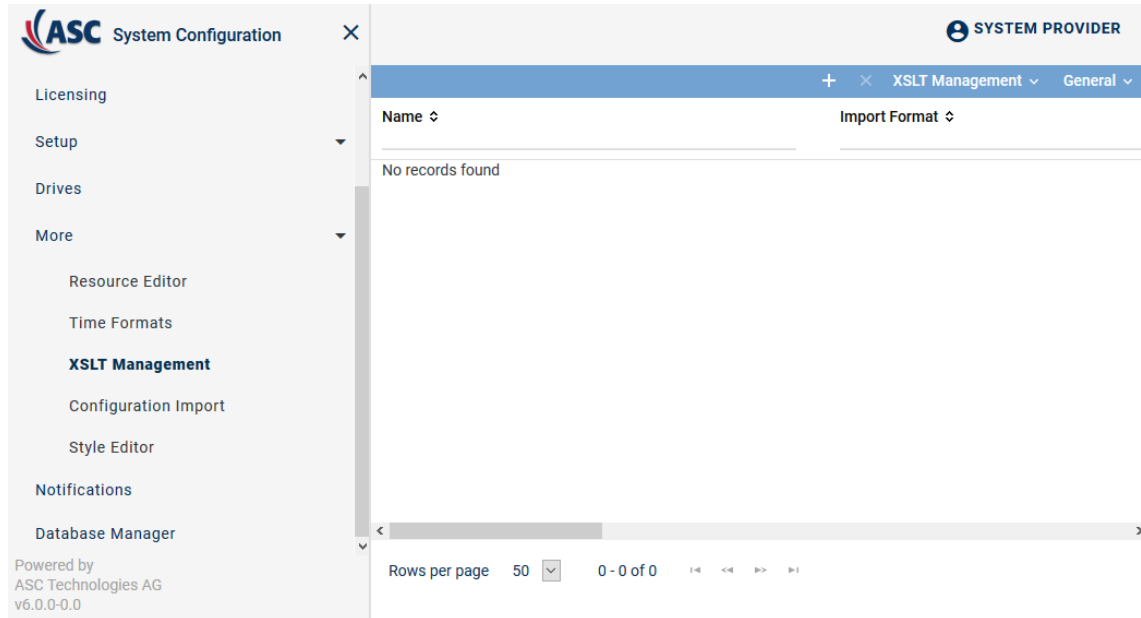 ASC System Configuration
SYSTEM PROVIDER
XSLT Management General
Licensing
Setup
Drives
More
Resource Editor
Time Formats
XSLT Management
Configuration Import
Style Editor
Notifications
Database Manager
Powered by
ASC Technologies AG
v6.0.0-0.0
Name
Import Format
No records found
Rows per page 50 0 - 0 of 0